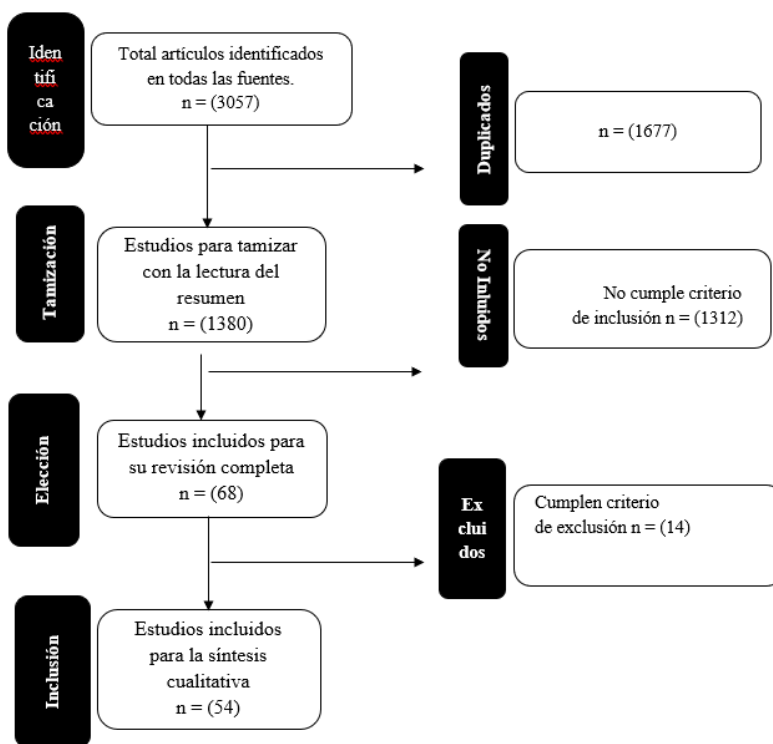 Iden
tifi
ca
ción
Total artículos identificados
en todas las fuentes.
n = (3057)
Duplicados
n = (1677)
Tamización
Estudios para tamizar
con la lectura del
resumen
n = (1380)
No Inluidos
No cumple criterio
de inclusión n = (1312)
Elección
Estudios incluidos para
su revisión completa
n = (68)
Ex
clui
dos
Cumplen criterio
de exclusión n = (14)
Inclusión
Estudios incluidos
para la síntesis
cualitativa
n = (54)